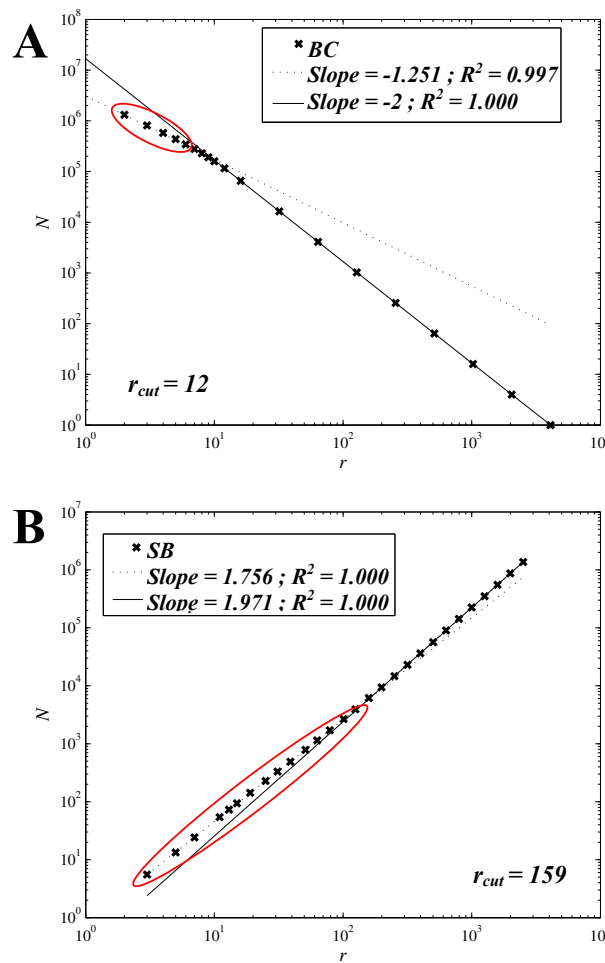 A
10⁸
10⁷
10⁶
10⁵
10⁴
10³
10²
10¹
10⁰
N
BC
Slope = -1.251 ; R² = 0.997
Slope = -2 ; R² = 1.000
r_cut = 12
10⁰ 10¹ 10² 10³ 10
r
B
10⁷
10⁶
10⁵
10⁴
10³
10²
10¹
10⁰
N
SB
Slope = 1.756 ; R² = 1.000
Slope = 1.971 ; R² = 1.000
r_cut = 159
10⁰ 10¹ 10² 10³ 10
r